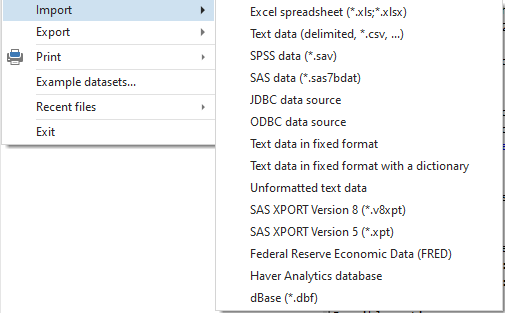 Import
Export
Print
Example datasets...
Recent files
Exit
Excel spreadsheet (*.xls;*.xlsx)
Text data (delimited, *.csv, ...)
SPSS data (*.sav)
SAS data (*.sas7bdat)
JDBC data source
ODBC data source
Text data in fixed format
Text data in fixed format with a dictionary
Unformatted text data
SAS XPORT Version 8 (*.v8xpt)
SAS XPORT Version 5 (*.xpt)
Federal Reserve Economic Data (FRED)
Haver Analytics database
dBase (*.dbf)